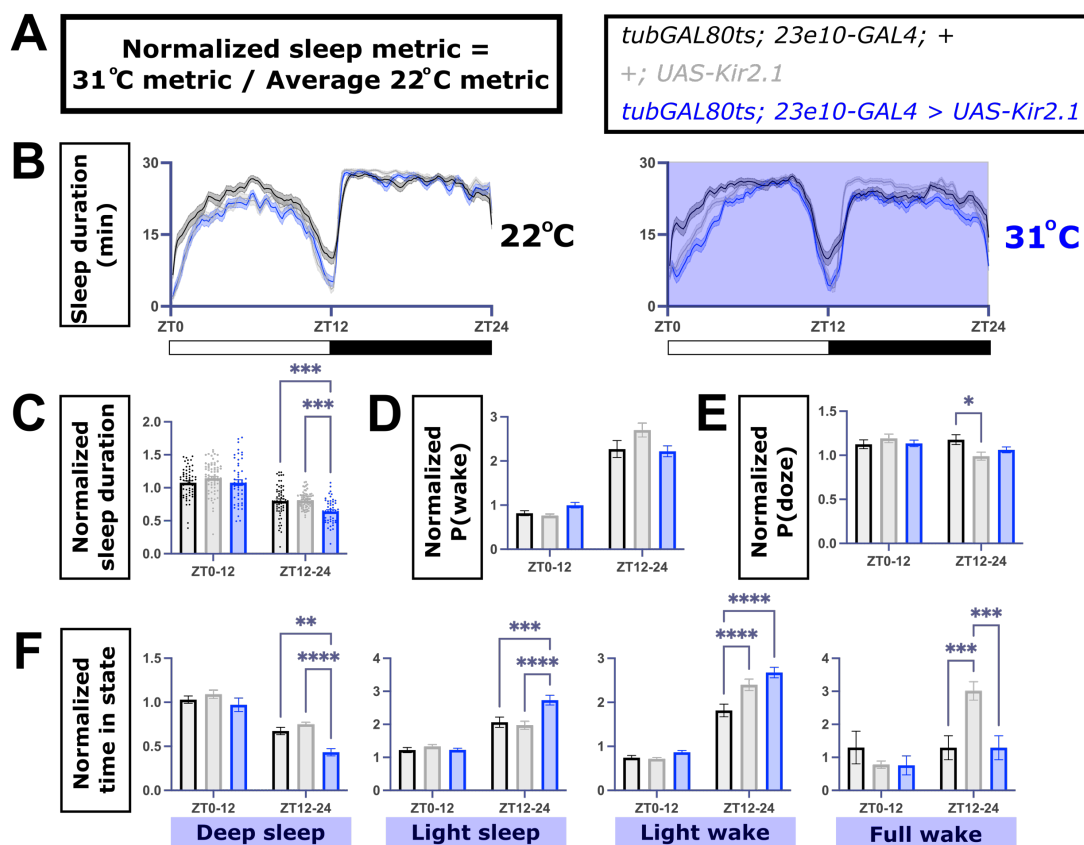 A
Normalized sleep metric =
31°C metric / Average 22°C metric
tubGAL80ts; 23e10-GAL4; +
+; UAS-Kir2.1
tubGAL80ts; 23e10-GAL4 > UAS-Kir2.1
B
Sleep duration
(min)
30
15
0
ZT0
ZT12
ZT24
22°C
30
15
0
ZT0
ZT12
ZT24
31°C
C
Normalized
sleep duration
2.0
1.5
1.0
0.5
0.0
ZT0-12
ZT12-24
***
***
D
Normalized
P(wake)
3
2
1
0
ZT0-12
ZT12-24
E
Normalized
P(doze)
1.5
1.0
0.5
0.0
ZT0-12
ZT12-24
*
F
Normalized
time in state
1.5
1.0
0.5
0.0
**
****
ZT0-12
ZT12-24
Deep sleep
4
3
2
1
0
***
****
ZT0-12
ZT12-24
Light sleep
3
2
1
0
****
****
ZT0-12
ZT12-24
Light wake
4
3
2
1
0
***
***
ZT0-12
ZT12-24
Full wake